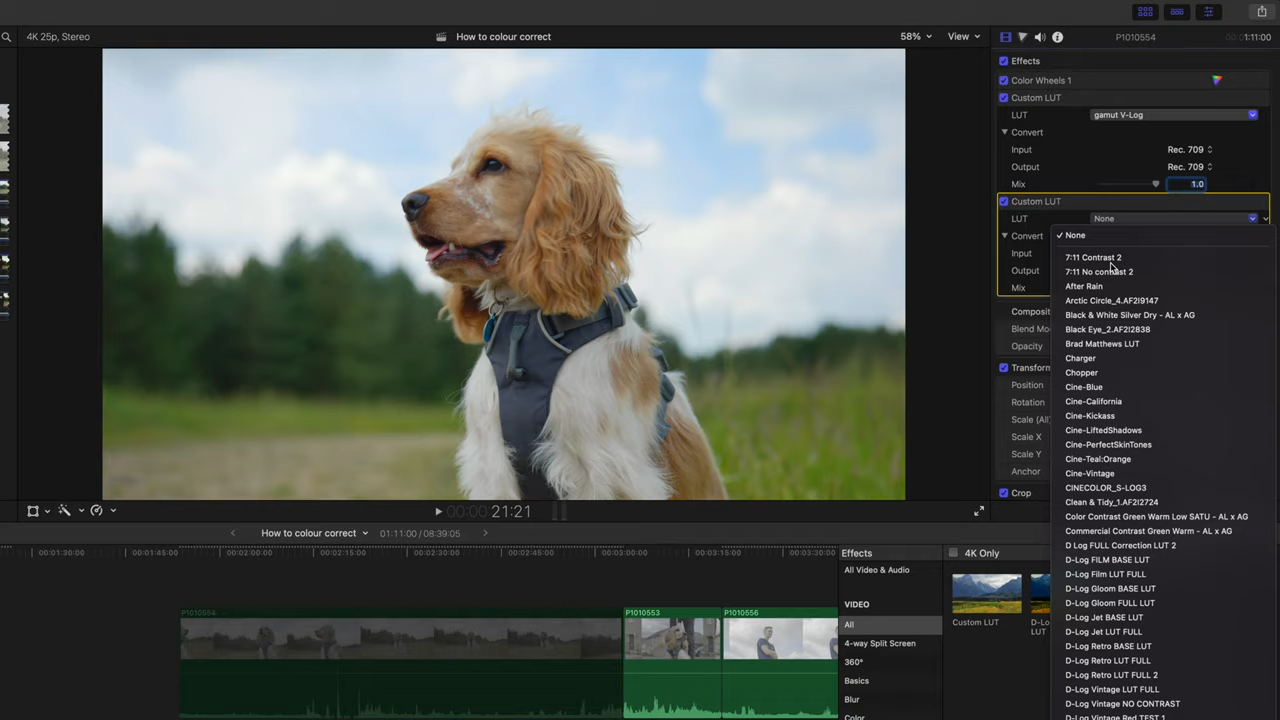 4K 25p, Stereo
How to colour correct
58%
View
P1010554
1:11:00
Effects
Color Wheels 1
Custom LUT
LUT
gamut V-Log
Convert
Input
Rec. 709
Output
Rec. 709
Mix
1.0
Custom LUT
LUT
None
Convert
Input
Output
Mix
Opacity
Position
Rotation
Scale X
Scale Y
Anchor
Crop
None
7:11 Contrast 2
7:11 No contrast 2
After Rain
Arctic Circle_4.AF2I9147
Black & White Silver Dry - AL x AG
Black Eye_2.AF2I2838
Brad Matthews LUT
Charger
Chopper
Cine-Blue
Cine-California
Cine-Kickass
Cine-LiftedShadows
Cine-PerfectSkinTones
Cine-Teal:Orange
Cine-Vintage
CINECOLOR_S-LOG3
Clean & Tidy_1.AF2I2724
Color Contrast Green Warm Low SATU - AL x AG
Commercial Contrast Green Warm - AL x AG
D Log FULL Correction LUT 2
D-Log FILM BASE LUT
D-Log Film LUT FULL
D-Log Gloom BASE LUT
D-Log Gloom FULL LUT
D-Log Jet BASE LUT
D-Log Jet LUT FULL
D-Log Retro BASE LUT
D-Log Retro LUT FULL
D-Log Retro LUT FULL 2
D-Log Vintage LUT FULL
D-Log Vintage NO CONTRAST
D-Log Vintage Red TEST 1
21:21
How to colour correct
01:11:00 / 08:39:05
00:01:30:00
00:01:45:00
00:02:00:00
00:02:15:00
00:02:30:00
00:02:45:00
00:03:00:00
00:03:15:00
00:03:30:00
P1010554
P1010553
P1010556
Effects
All Video & Audio
VIDEO
All
4-way Split Screen
360°
Basics
Blur
Color
4K Only
Custom LUT
LUT